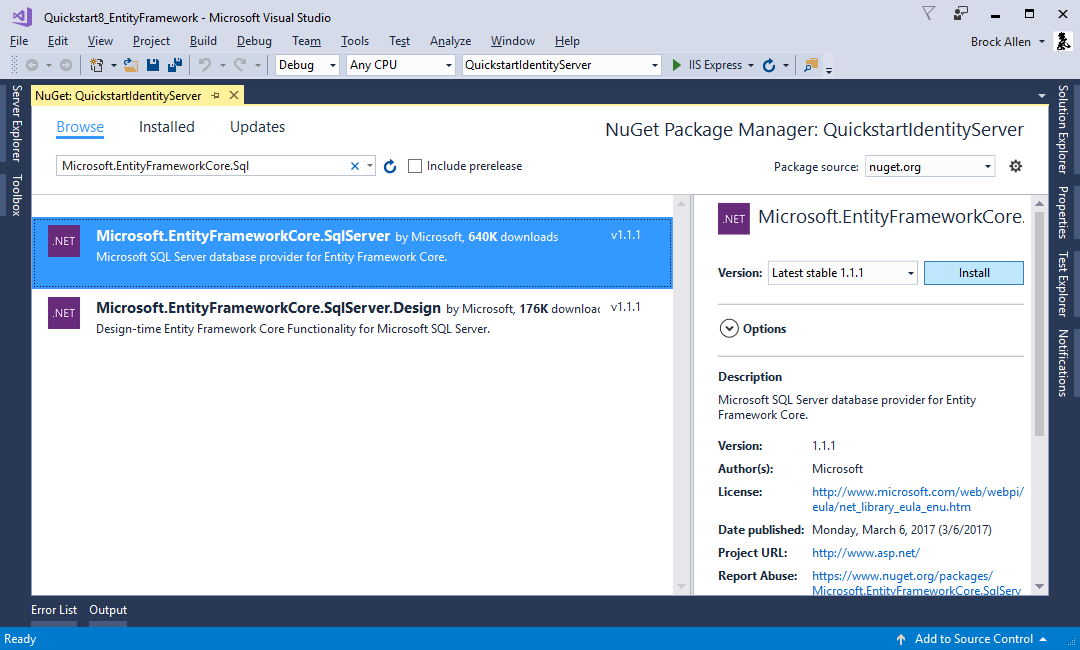 Quickstart8_EntityFramework - Microsoft Visual Studio
File Edit View Project Build Debug Team Tools Test Analyze Window Help
Brock Allen
Debug Any CPU QuickstartIdentityServer IIS Express
Server Explorer
Toolbox
NuGet: QuickstartIdentityServer
Browse Installed Updates
NuGet Package Manager: QuickstartIdentityServer
Microsoft.EntityFrameworkCore.Sql
Include prerelease
Package source: nuget.org
.NET
Microsoft.EntityFrameworkCore.SqlServer by Microsoft, 640K downloads v1.1.1
Microsoft SQL Server database provider for Entity Framework Core.
.NET
Microsoft.EntityFrameworkCore.SqlServer.Design by Microsoft, 176K downloac v1.1.1
Design-time Entity Framework Core Functionality for Microsoft SQL Server.
.NET
Microsoft.EntityFrameworkCore.
Version: Latest stable 1.1.1 Install
Options
Description
Microsoft SQL Server database provider for Entity
Framework Core.
Version: 1.1.1
Author(s): Microsoft
License: http://www.microsoft.com/web/webpi/
eula/net_library_eula_enu.htm
Date published: Monday, March 6, 2017 (3/6/2017)
Project URL: http://www.asp.net/
Report Abuse: https://www.nuget.org/packages/
Microsoft.EntityFrameworkCore.SqlServ
Solution Explorer
Properties
Test Explorer
Notifications
Error List Output
Ready
Add to Source Control